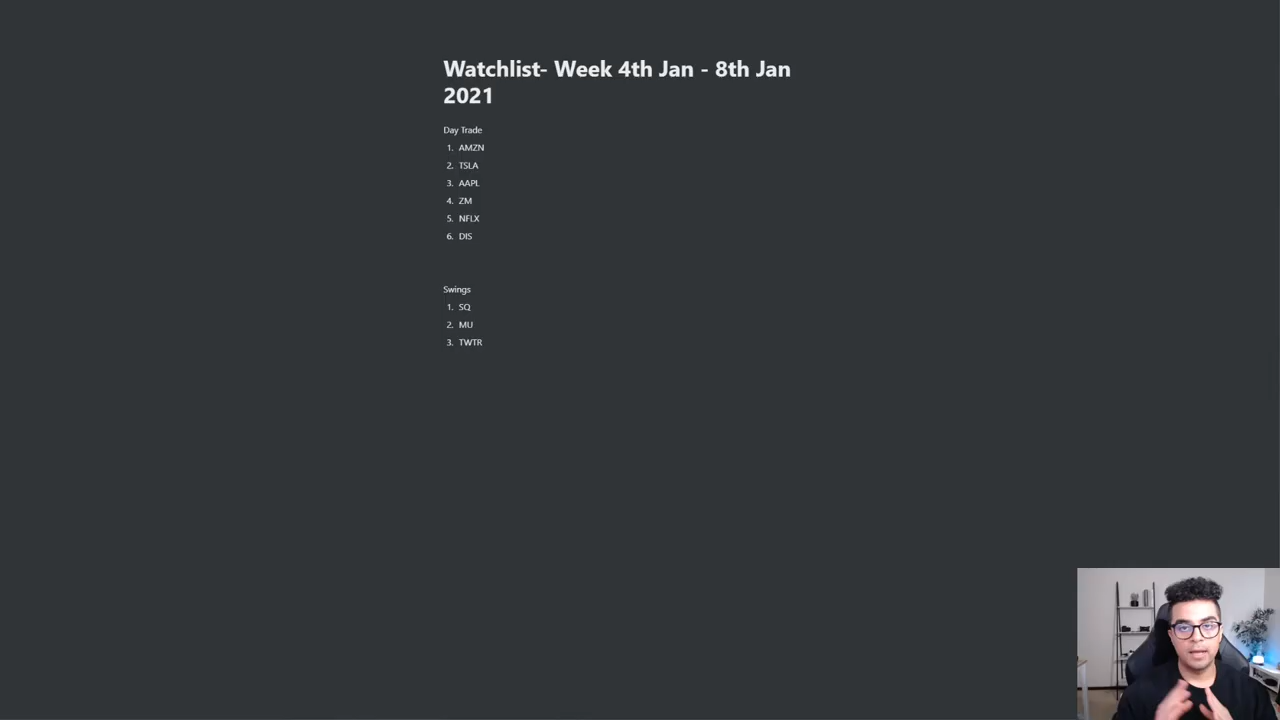 Watchlist- Week 4th Jan - 8th Jan
2021
Day Trade
1. AMZN
2. TSLA
3. AAPL
4. ZM
5. NFLX
6. DIS
Swings
1. SQ
2. MU
3. TWTR